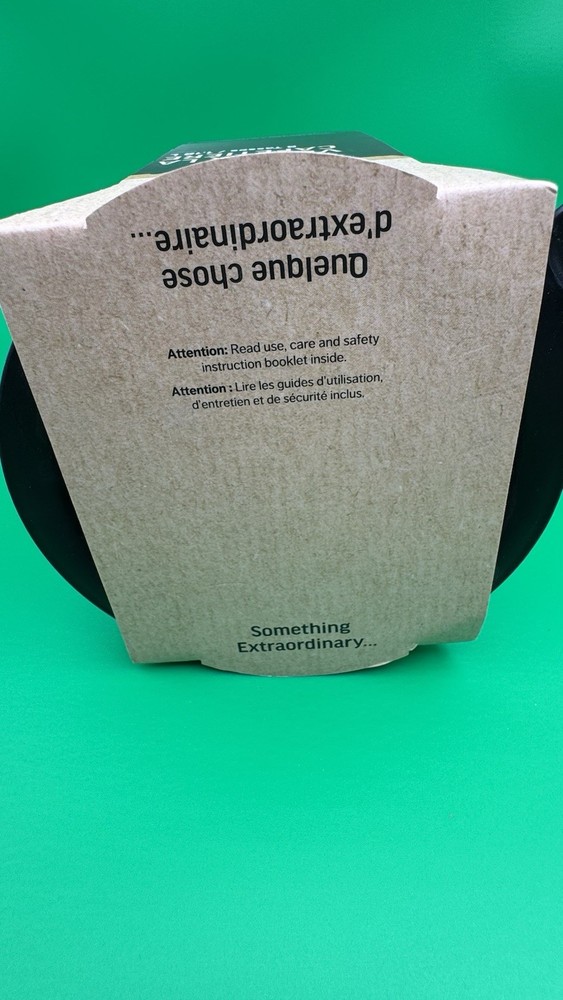 Quelque chose
d'extraordinaire...
Attention: Read use, care and safety
instruction booklet inside.
Attention : Lire les guides d'utilisation,
d'entretien et de sécurité inclus.
Something
Extraordinary...